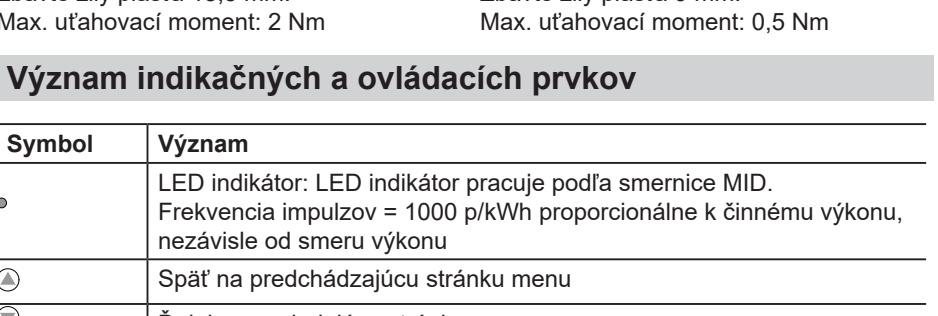 Max. uťahovací moment: 2 Nm
Max. uťahovací moment: 0,5 Nm
Význam indikačných a ovládacích prvkov
Symbol Význam
LED indikátor: LED indikátor pracuje podľa smernice MID.
Frekvencia impulzov = 1000 p/kWh proporcionálne k činnému výkonu,
nezávisle od smeru výkonu
Späť na predchádzajúcu stránku menu